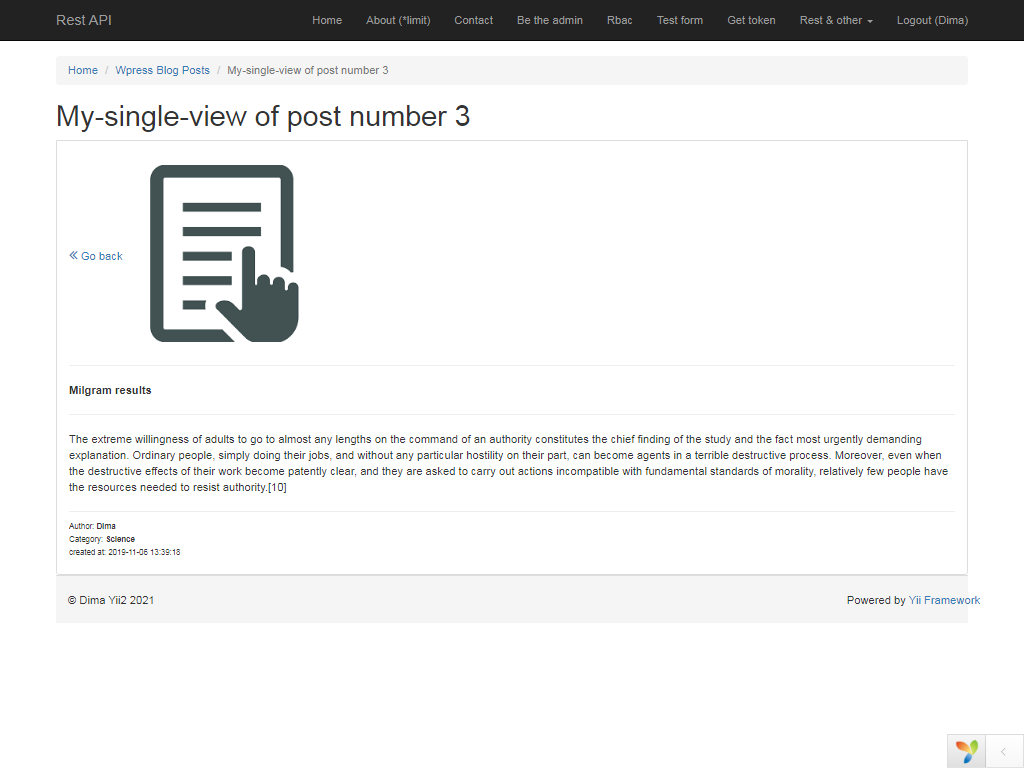 Rest API Home About (*limit) Contact Be the admin Rbac Test form Get token Rest & other Logout (Dima)
Home / Wpress Blog Posts / My-single-view of post number 3
My-single-view of post number 3
« Go back
Milgram results
The extreme willingness of adults to go to almost any lengths on the command of an authority constitutes the chief finding of the study and the fact most urgently demanding
explanation. Ordinary people, simply doing their jobs, and without any particular hostility on their part, can become agents in a terrible destructive process. Moreover, even when
the destructive effects of their work become patently clear, and they are asked to carry out actions incompatible with fundamental standards of morality, relatively few people have
the resources needed to resist authority.[10]
Author: Dima
Category: Science
created at: 2019-11-06 13:39:18
© Dima Yii2 2021 Powered by Yii Framework